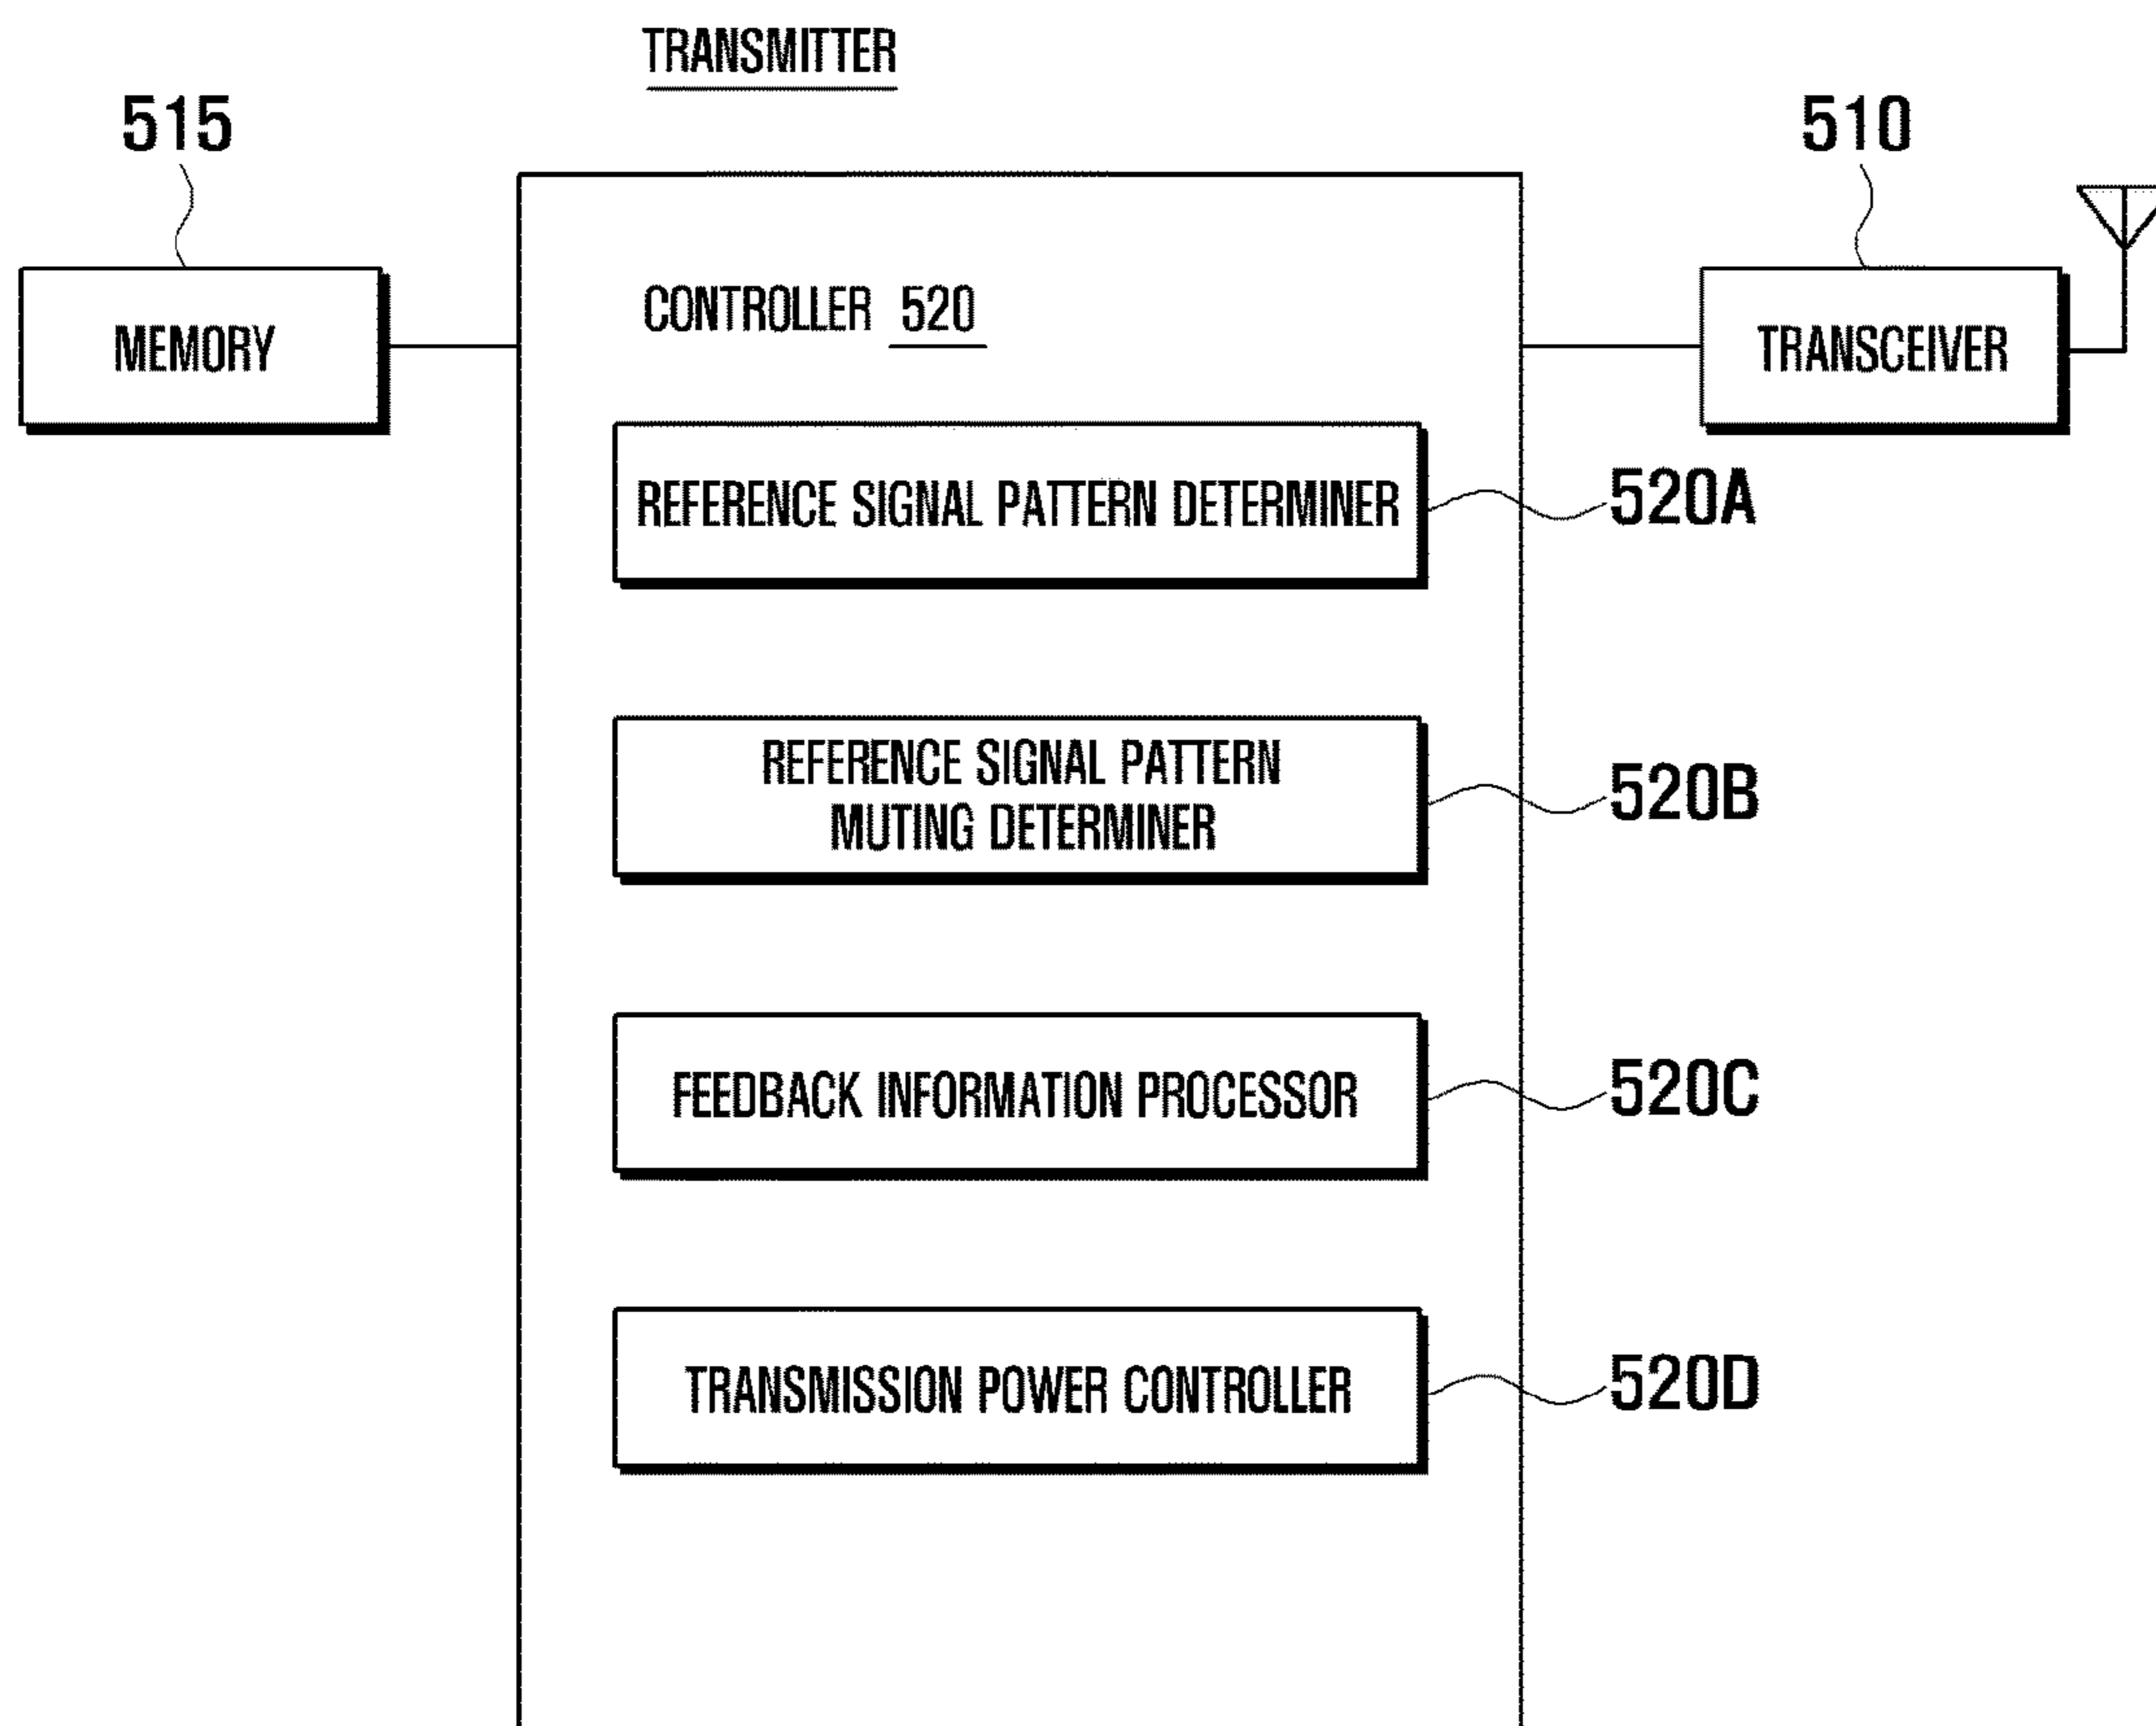 TRANSMITTER
515
510
MEMORY
CONTROLLER 520
TRANSCEIVER
REFERENCE SIGNAL PATTERN DETERMINER
520A
REFERENCE SIGNAL PATTERN
MUTING DETERMINER
520B
FEEDBACK INFORMATION PROCESSOR
520C
TRANSMISSION POWER CONTROLLER
520D